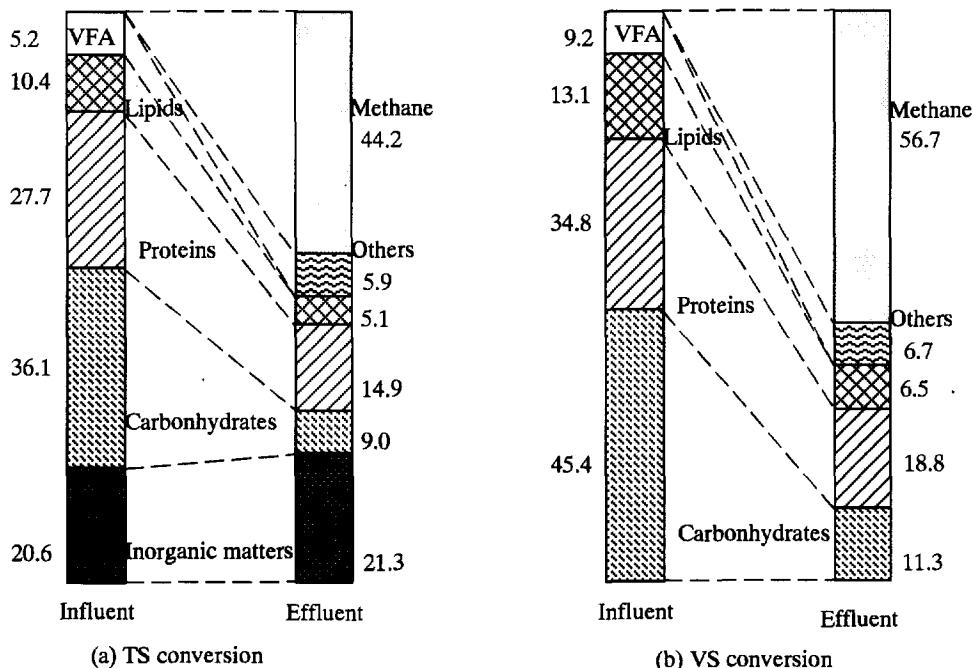 5.2
VFA
10.4
Lipids
27.7
Proteins
36.1
Carbonhydrates
20.6
Inorganic matters
Methane
44.2
Others
5.9
5.1
14.9
9.0
21.3
Influent
Effluent
(a) TS conversion
9.2
VFA
13.1
Lipids
34.8
Proteins
45.4
Carbonhydrates
Methane
56.7
Others
6.7
6.5
18.8
11.3
Influent
Effluent
(b) VS conversion